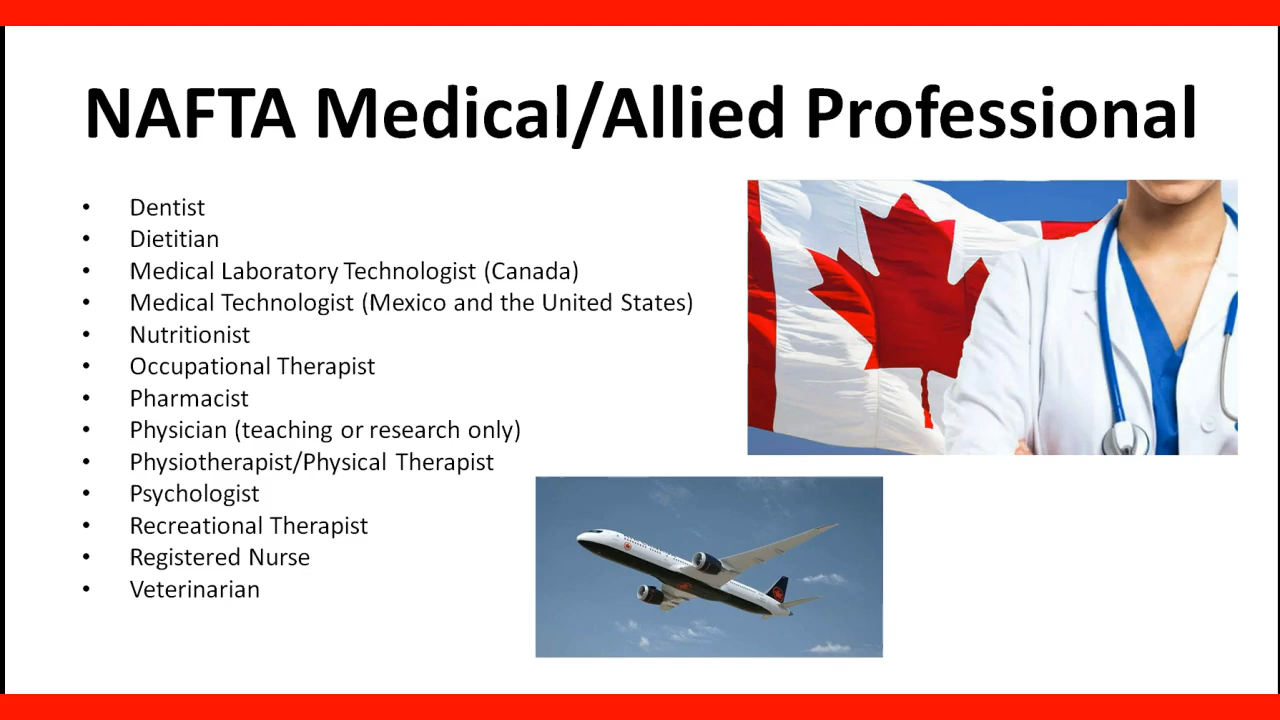 NAFTA Medical/Allied Professional
• Dentist
• Dietitian
• Medical Laboratory Technologist (Canada)
• Medical Technologist (Mexico and the United States)
• Nutritionist
• Occupational Therapist
• Pharmacist
• Physician (teaching or research only)
• Physiotherapist/Physical Therapist
• Psychologist
• Recreational Therapist
• Registered Nurse
• Veterinarian